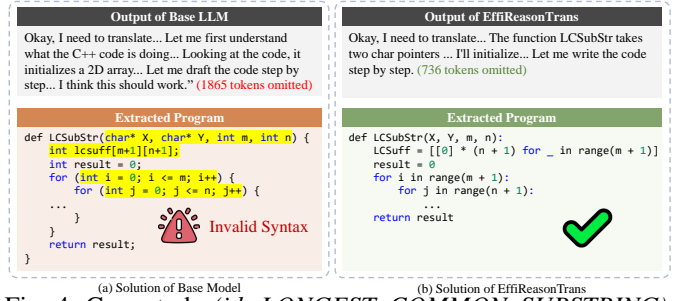 Output of Base LLM
Okay, I need to translate... Let me first understand
what the C++ code is doing... Looking at the code, it
initializes a 2D array... Let me draft the code step by
step... I think this should work.” (1865 tokens omitted)
Extracted Program
def LCSubStr(char* X, char* Y, int m, int n) {
int lcsuff[m+1][n+1];
int result = 0;
for (int i = 0; i <= m; i++) {
for (int j = 0; j <= n; j++) {
...
}
}
return result;
}
Invalid Syntax
(a) Solution of Base Model
Output of EffiReasonTrans
Okay, I need to translate... The function LCSubStr takes
two char pointers ... I'll initialize... Let me write the code
step by step. (736 tokens omitted)
Extracted Program
def LCSubStr(X, Y, m, n):
LCSuff = [[0] * (n + 1) for _ in range(m + 1)]
result = 0
for i in range(m + 1):
for j in range(n + 1):
...
return result
(b) Solution of EffiReasonTrans